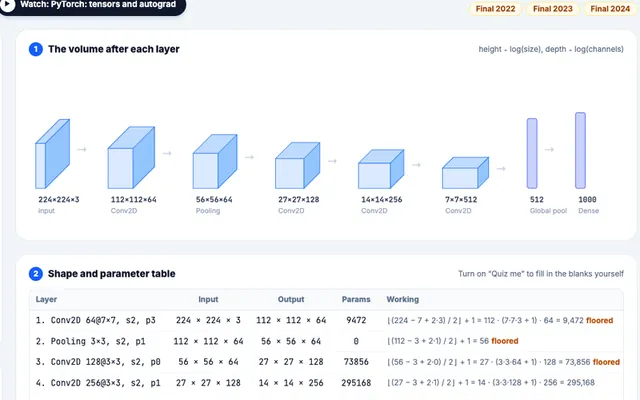 Watch: PyTorch: tensors and autograd
Final 2022 Final 2023 Final 2024
1 The volume after each layer
height ~ log(size), depth ~ log(channels)
→ → → → → → →
224×224×3 112×112×64 56×56×64 27×27×128 14×14×256 7×7×512 512 1000
input Conv2D Pooling Conv2D Conv2D Conv2D Global pool Dense
2 Shape and parameter table
Turn on "Quiz me" to fill in the blanks yourself
Layer Input Output Params Working
1. Conv2D 64@7×7, s2, p3 224 × 224 × 3 112 × 112 × 64 9472 ⌊(224 − 7 + 2·3) / 2⌋ + 1 = 112 · (7·7·3 + 1) · 64 = 9,472 floored
2. Pooling 3×3, s2, p1 112 × 112 × 64 56 × 56 × 64 0 ⌊(112 − 3 + 2·1) / 2⌋ + 1 = 56 floored
3. Conv2D 128@3×3, s2, p0 56 × 56 × 64 27 × 27 × 128 73856 ⌊(56 − 3 + 2·0) / 2⌋ + 1 = 27 · (3·3·64 + 1) · 128 = 73,856 floored
4. Conv2D 256@3×3, s2, p1 27 × 27 × 128 14 × 14 × 256 295168 ⌊(27 − 3 + 2·1) / 2⌋ + 1 = 14 · (3·3·128 + 1) · 256 = 295,168